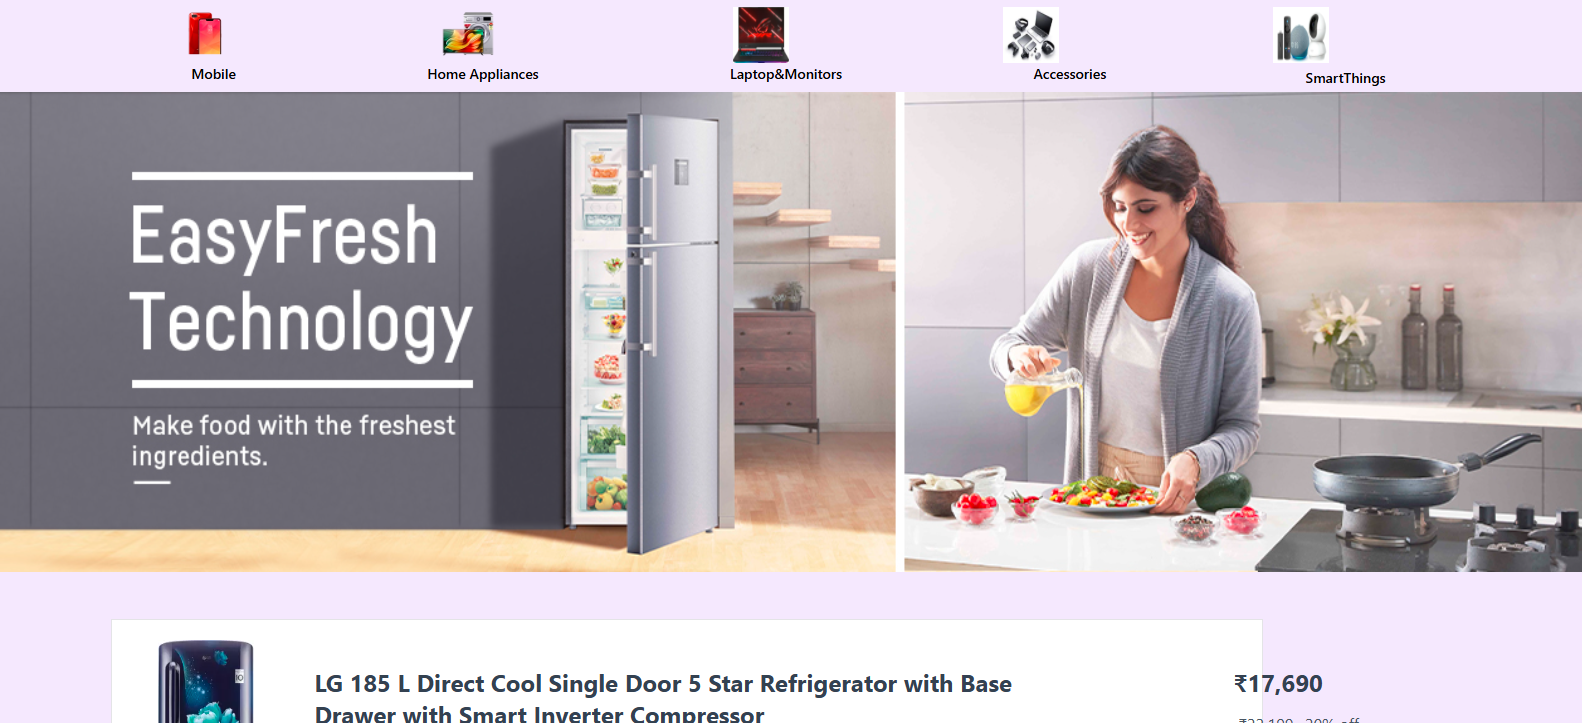 Mobile
Home Appliances
Laptop&Monitors
Accessories
SmartThings
EasyFresh
Technology
Make food with the freshest
ingredients.
LG 185 L Direct Cool Single Door 5 Star Refrigerator with Base
Drawer with Smart Inverter Compressor
₹17,690